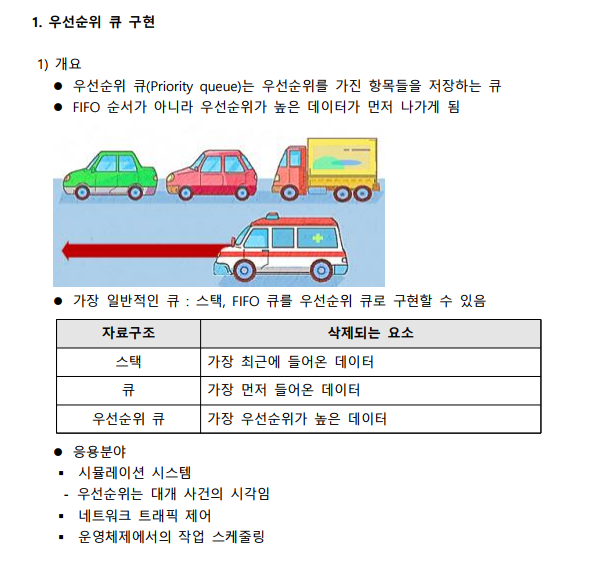 1. 우선순위 큐 구현
1) 개요
● 우선순위 큐(Priority queue)는 우선순위를 가진 항목들을 저장하는 큐
● FIFO 순서가 아니라 우선순위가 높은 데이터가 먼저 나가게 됨
● 가장 일반적인 큐 : 스택, FIFO 큐를 우선순위 큐로 구현할 수 있음
자료구조 삭제되는 요소
스택 가장 최근에 들어온 데이터
큐 가장 먼저 들어온 데이터
우선순위 큐 가장 우선순위가 높은 데이터
● 응용분야
▪ 시뮬레이션 시스템
- 우선순위는 대개 사건의 시각임
▪ 네트워크 트래픽 제어
▪ 운영체제에서의 작업 스케줄링